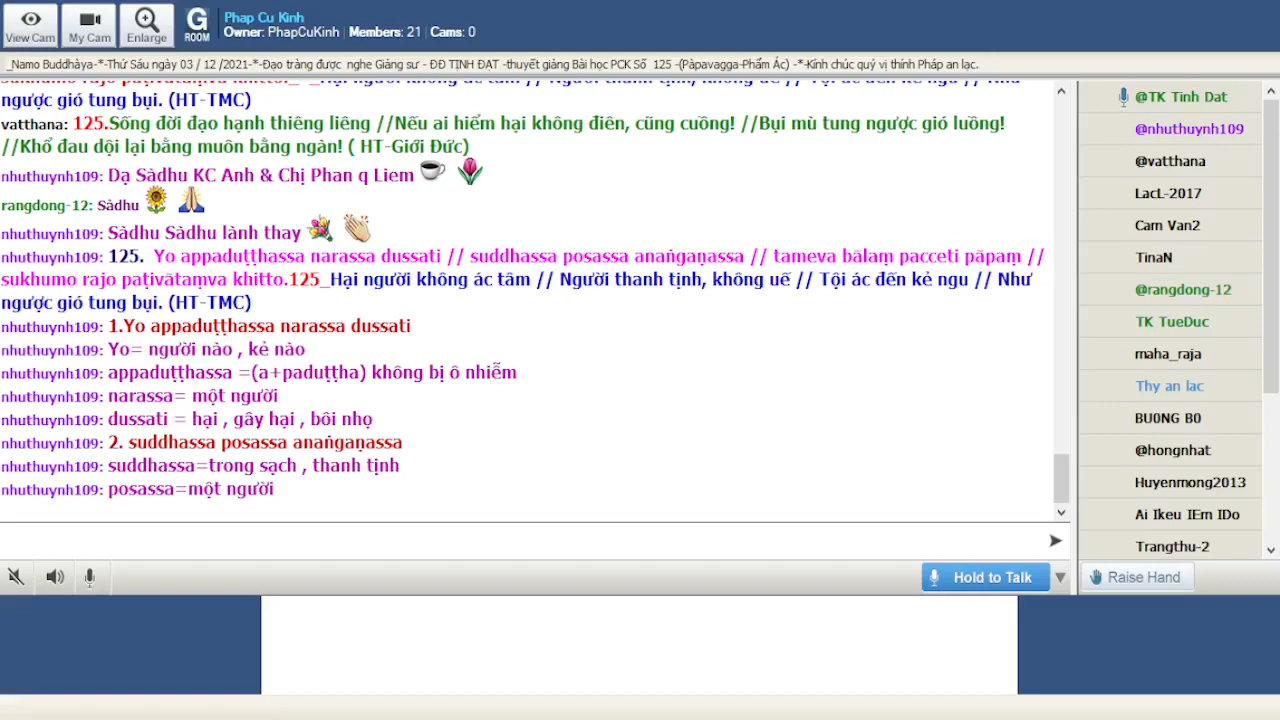 View Cam
My Cam
Enlarge
G
ROOM
Phap Cu Kinh
Owner: PhapCuKinh | Members: 21 | Cams: 0
_Namo Buddhàya-*-Thứ Sáu ngày 03 / 12 /2021-*-Đạo tràng được nghe Giảng sư - ĐĐ TỊNH ĐẠT -thuyết giảng Bài học PCK Số 125 -(Pàpavagga-Phẩm Ác) -*-Kính chúc quý vị thính Pháp an lạc.
ngược gió tung bụi. (HT-TMC)
vatthana: 125.Sống đời đạo hạnh thiêng liêng //Nếu ai hiểm hại không điên, cũng cuồng! //Bụi mù tung ngược gió luồng!
//Khổ đau dội lại bằng muôn bằng ngàn! ( HT-Giới Đức)
nhuthuynh109: Dạ Sàdhu KC Anh & Chị Phan q Liem
rangdong-12: Sàdhu
nhuthuynh109: Sàdhu Sàdhu lành thay
nhuthuynh109: 125. Yo appaduṭṭhassa narassa dussati // suddhassa posassa anaṅgaṇassa // tameva bālaṃ pacceti pāpaṃ //
sukhumo rajo paṭivātaṃva khitto.125_Hại người không ác tâm // Người thanh tịnh, không uế // Tội ác đến kẻ ngu // Như
ngược gió tung bụi. (HT-TMC)
nhuthuynh109: 1.Yo appaduṭṭhassa narassa dussati
nhuthuynh109: Yo= người nào , kẻ nào
nhuthuynh109: appaduṭṭhassa =(a+paduṭṭha) không bị ô nhiễm
nhuthuynh109: narassa= một người
nhuthuynh109: dussati = hại , gây hại , bôi nhọ
nhuthuynh109: 2. suddhassa posassa anaṅgaṇassa
nhuthuynh109: suddhassa=trong sạch , thanh tịnh
nhuthuynh109: posassa=một người
@TK Tinh Dat
@nhuthuynh109
@vatthana
LacL-2017
Cam Van2
TinaN
@rangdong-12
TK TueDuc
maha_raja
Thy an lac
BU0NG B0
@hongnhat
Huyenmong2013
Ai Ikeu IEm IDo
Trangthu-2
Hold to Talk
Raise Hand